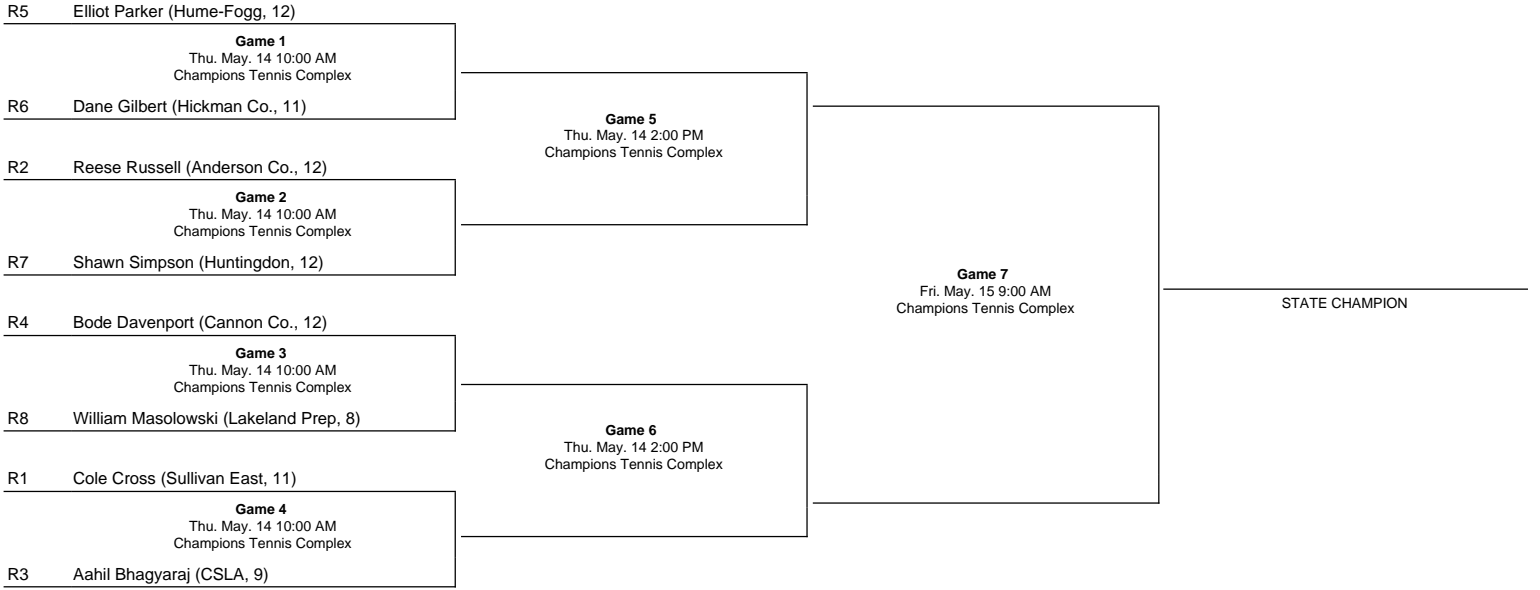 R5 Elliot Parker (Hume-Fogg, 12)
Game 1
Thu. May. 14 10:00 AM
Champions Tennis Complex
R6 Dane Gilbert (Hickman Co., 11)
R2 Reese Russell (Anderson Co., 12)
Game 2
Thu. May. 14 10:00 AM
Champions Tennis Complex
R7 Shawn Simpson (Huntingdon, 12)
R4 Bode Davenport (Cannon Co., 12)
Game 3
Thu. May. 14 10:00 AM
Champions Tennis Complex
R8 William Masolowski (Lakeland Prep, 8)
R1 Cole Cross (Sullivan East, 11)
Game 4
Thu. May. 14 10:00 AM
Champions Tennis Complex
R3 Aahil Bhagyaraj (CSLA, 9)
Game 5
Thu. May. 14 2:00 PM
Champions Tennis Complex
Game 6
Thu. May. 14 2:00 PM
Champions Tennis Complex
Game 7
Fri. May. 15 9:00 AM
Champions Tennis Complex
STATE CHAMPION